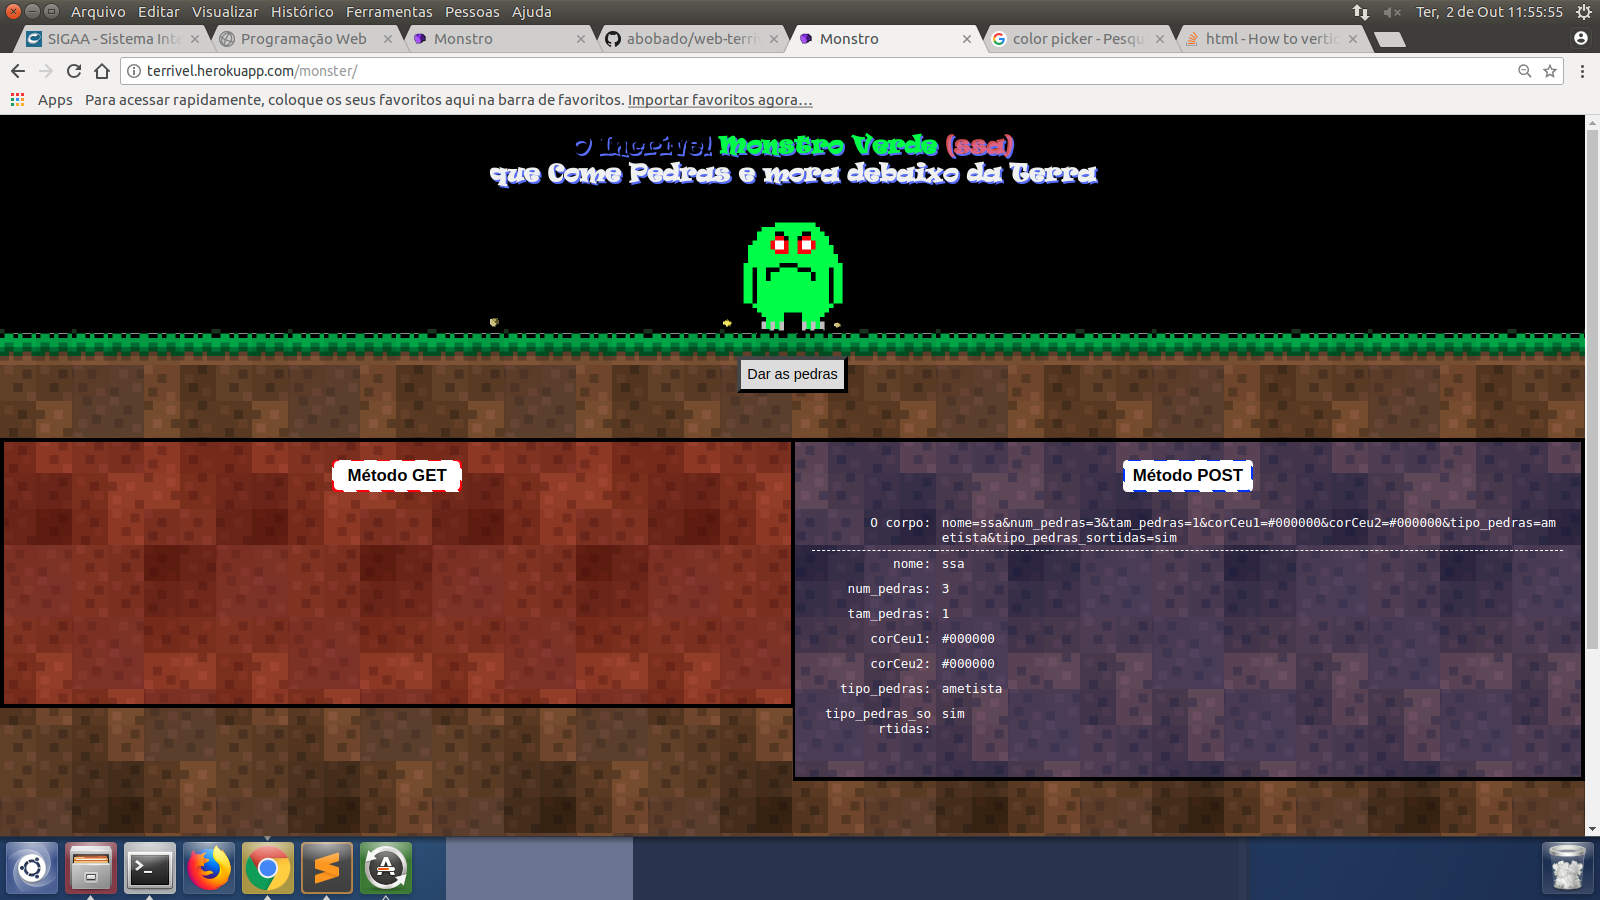 Arquivo Editar Visualizar Histórico Ferramentas Pessoas Ajuda
Ter, 2 de Out 11:55:55
SIGAA - Sistema Inte
Programação Web
Monstro
abobado/web-terri
Monstro
color picker - Pesqu
html - How to vertic
terrivel.herokuapp.com/monster/
Apps Para acessar rapidamente, coloque os seus favoritos aqui na barra de favoritos. Importar favoritos agora...
O Incrível Monstro Verde (ssa)
que Come Pedras e mora debaixo da Terra
Dar as pedras
Método GET
Método POST
O corpo: nome=ssa&num_pedras=3&tam_pedras=1&corCeu1=#000000&corCeu2=#000000&tipo_pedras=am
etista&tipo_pedras_sortidas=sim
nome: ssa
num_pedras: 3
tam_pedras: 1
corCeu1: #000000
corCeu2: #000000
tipo_pedras: ametista
tipo_pedras_so sim
rtidas: